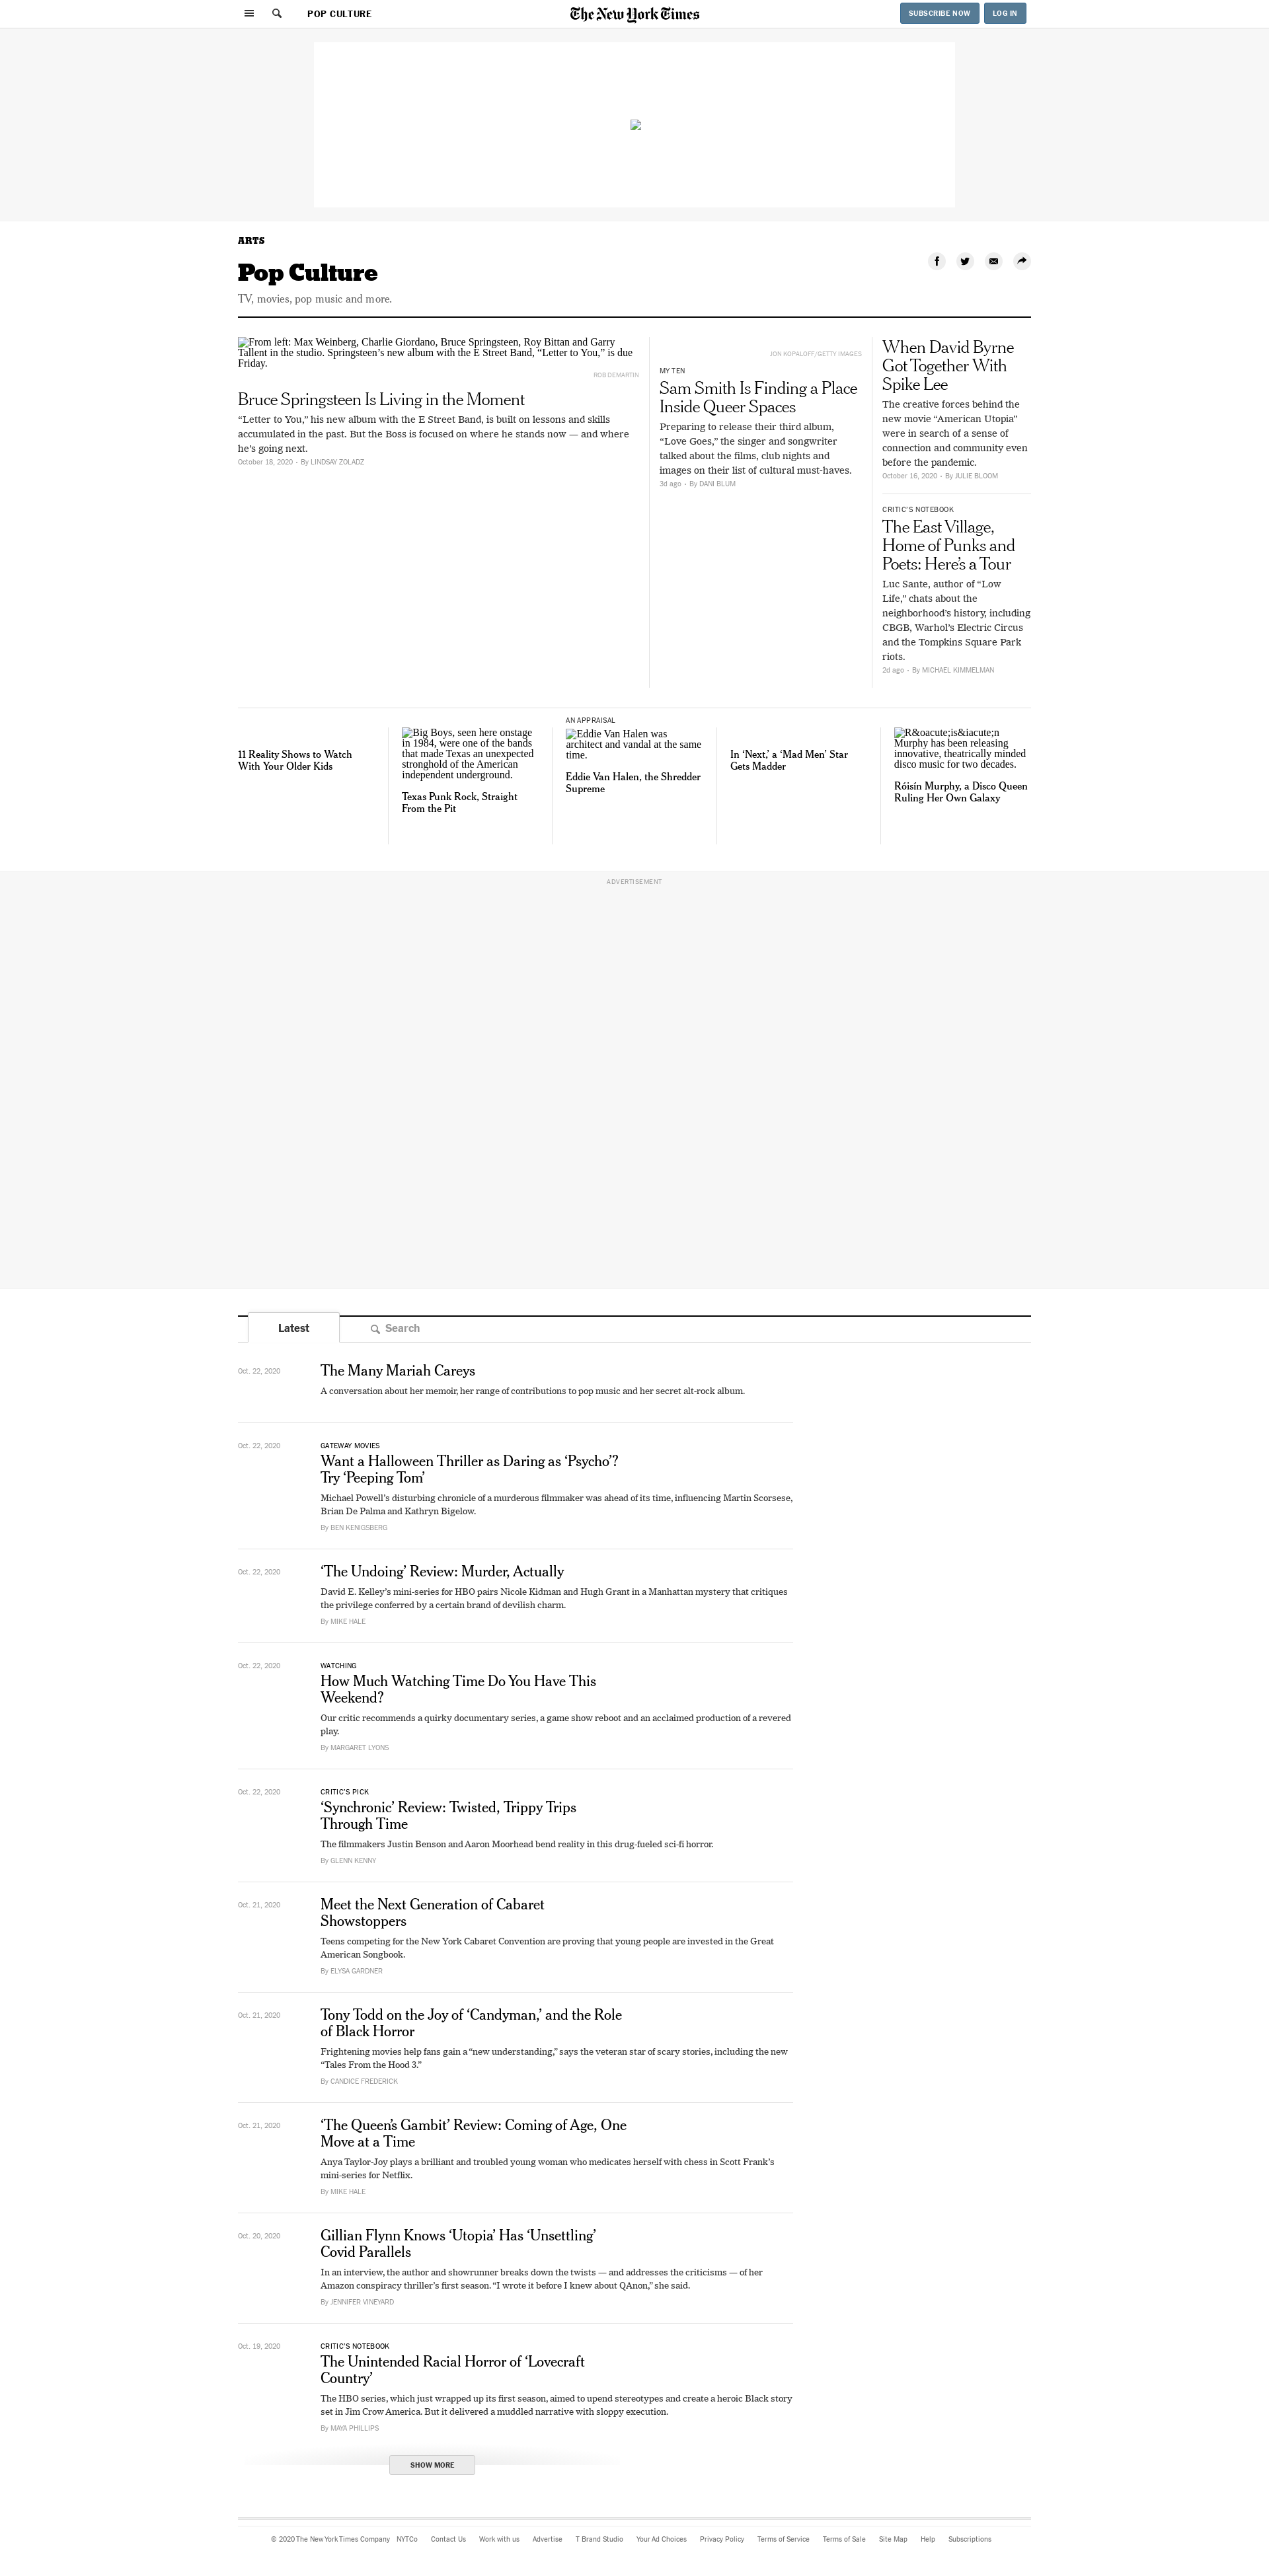 POP CULTURE
The New York Times
SUBSCRIBE NOW
LOG IN
ARTS
Pop Culture
TV, movies, pop music and more.
From left: Max Weinberg, Charlie Giordano, Bruce Springsteen, Roy Bittan and Garry
Tallent in the studio. Springsteen's new album with the E Street Band, “Letter to You,” is due
Friday.
ROB DEMARTIN
Bruce Springsteen Is Living in the Moment
“Letter to You,” his new album with the E Street Band, is built on lessons and skills
accumulated in the past. But the Boss is focused on where he stands now — and where
he's going next.
October 18, 2020 - By LINDSAY ZOLADZ
JON KOPALOFF/GETTY IMAGES
MY TEN
Sam Smith Is Finding a Place
Inside Queer Spaces
Preparing to release their third album,
“Love Goes,” the singer and songwriter
talked about the films, club nights and
images on their list of cultural must-haves.
3d ago - By DANI BLUM
When David Byrne
Got Together With
Spike Lee
The creative forces behind the
new movie “American Utopia”
were in search of a sense of
connection and community even
before the pandemic.
October 16, 2020 - By JULIE BLOOM
CRITIC'S NOTEBOOK
The East Village,
Home of Punks and
Poets: Here's a Tour
Luc Sante, author of “Low
Life,” chats about the
neighborhood's history, including
CBGB, Warhol's Electric Circus
and the Tompkins Square Park
riots.
2d ago - By MICHAEL KIMMELMAN
11 Reality Shows to Watch
With Your Older Kids
Big Boys, seen here onstage
in 1984, were one of the bands
that made Texas an unexpected
stronghold of the American
independent underground.
Texas Punk Rock, Straight
From the Pit
AN APPRAISAL
Eddie Van Halen was
architect and vandal at the same
time.
Eddie Van Halen, the Shredder
Supreme
In ‘Next,’ a ‘Mad Men’ Star
Gets Madder
R&oacute;is&iacute;n
Murphy has been releasing
innovative, theatrically minded
disco music for two decades.
Róisín Murphy, a Disco Queen
Ruling Her Own Galaxy
ADVERTISEMENT
Latest
Search
Oct. 22, 2020
The Many Mariah Careys
A conversation about her memoir, her range of contributions to pop music and her secret alt-rock album.
Oct. 22, 2020
GATEWAY MOVIES
Want a Halloween Thriller as Daring as ‘Psycho’?
Try ‘Peeping Tom’
Michael Powell's disturbing chronicle of a murderous filmmaker was ahead of its time, influencing Martin Scorsese,
Brian De Palma and Kathryn Bigelow.
By BEN KENIGSBERG
Oct. 22, 2020
‘The Undoing’ Review: Murder, Actually
David E. Kelley's mini-series for HBO pairs Nicole Kidman and Hugh Grant in a Manhattan mystery that critiques
the privilege conferred by a certain brand of devilish charm.
By MIKE HALE
Oct. 22, 2020
WATCHING
How Much Watching Time Do You Have This
Weekend?
Our critic recommends a quirky documentary series, a game show reboot and an acclaimed production of a revered
play.
By MARGARET LYONS
Oct. 22, 2020
CRITIC'S PICK
‘Synchronic’ Review: Twisted, Trippy Trips
Through Time
The filmmakers Justin Benson and Aaron Moorhead bend reality in this drug-fueled sci-fi horror.
By GLENN KENNY
Oct. 21, 2020
Meet the Next Generation of Cabaret
Showstoppers
Teens competing for the New York Cabaret Convention are proving that young people are invested in the Great
American Songbook.
By ELYSA GARDNER
Oct. 21, 2020
Tony Todd on the Joy of ‘Candyman,’ and the Role
of Black Horror
Frightening movies help fans gain a “new understanding,” says the veteran star of scary stories, including the new
“Tales From the Hood 3.”
By CANDICE FREDERICK
Oct. 21, 2020
‘The Queen's Gambit’ Review: Coming of Age, One
Move at a Time
Anya Taylor-Joy plays a brilliant and troubled young woman who medicates herself with chess in Scott Frank's
mini-series for Netflix.
By MIKE HALE
Oct. 20, 2020
Gillian Flynn Knows ‘Utopia’ Has ‘Unsettling’
Covid Parallels
In an interview, the author and showrunner breaks down the twists — and addresses the criticisms — of her
Amazon conspiracy thriller's first season. “I wrote it before I knew about QAnon,” she said.
By JENNIFER VINEYARD
Oct. 19, 2020
CRITIC'S NOTEBOOK
The Unintended Racial Horror of ‘Lovecraft
Country’
The HBO series, which just wrapped up its first season, aimed to upend stereotypes and create a heroic Black story
set in Jim Crow America. But it delivered a muddled narrative with sloppy execution.
By MAYA PHILLIPS
SHOW MORE
© 2020 The New York Times Company NYTCo Contact Us Work with us Advertise T Brand Studio Your Ad Choices Privacy Policy Terms of Service Terms of Sale Site Map Help Subscriptions